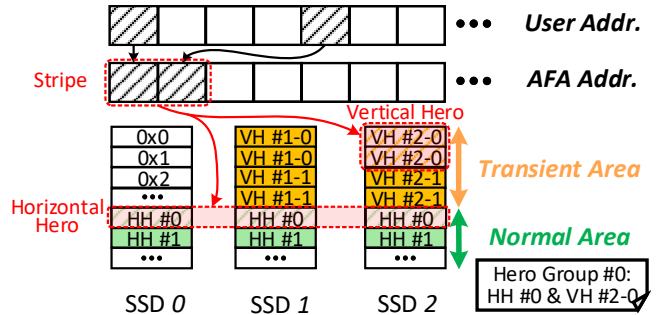 ••• User Addr.
Stripe
••• AFA Addr.
Vertical Hero
0x0 VH #1-0 VH #2-0
0x1 VH #1-0 VH #2-0
0x2 VH #1-1 VH #2-1
••• VH #1-1 VH #2-1
Transient Area
Horizontal
Hero
HH #0 HH #0 HH #0
HH #1 HH #1 HH #1
••• ••• •••
Normal Area
Hero Group #0:
HH #0 & VH #2-0
SSD 0 SSD 1 SSD 2